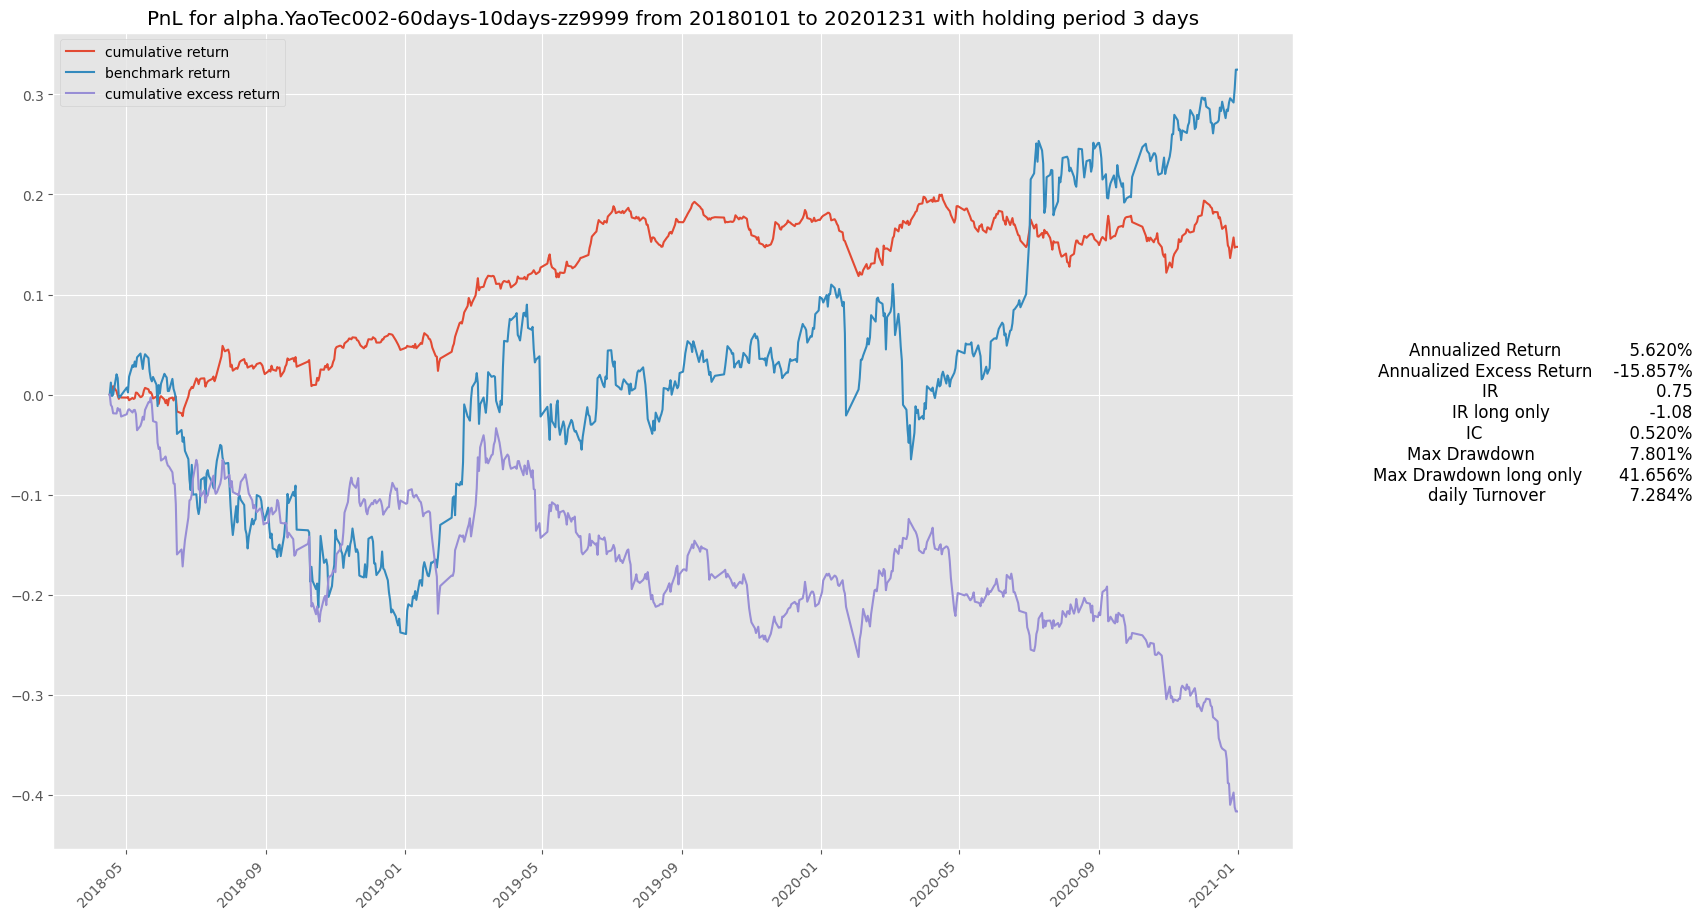 PnL for alpha.YaoTec002-60days-10days-zz9999 from 20180101 to 20201231 with holding period 3 days
cumulative return
benchmark return
cumulative excess return
0.3
0.2
0.1
0.0
−0.1
−0.2
−0.3
−0.4
2018-05
2018-09
2019-01
2019-05
2019-09
2020-01
2020-05
2020-09
2021-01
Annualized Return 5.620%
Annualized Excess Return -15.857%
IR 0.75
IR long only -1.08
IC 0.520%
Max Drawdown 7.801%
Max Drawdown long only 41.656%
daily Turnover 7.284%